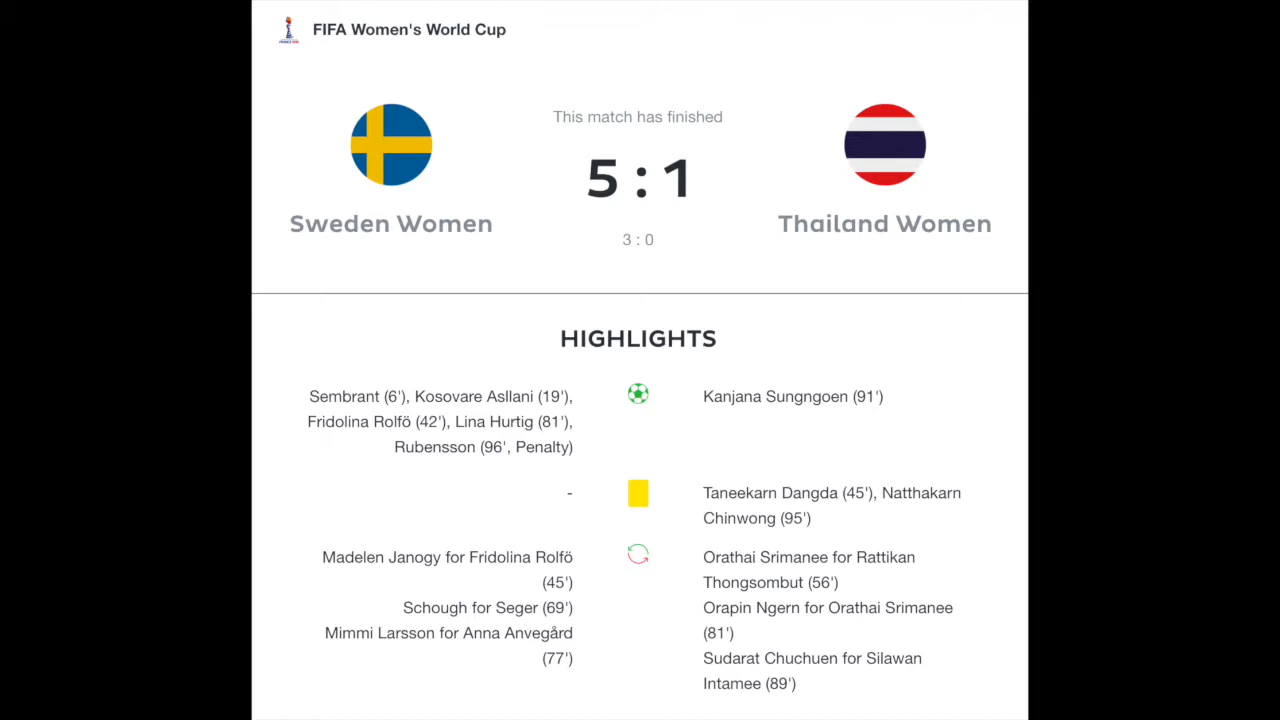 FIFA Women's World Cup
This match has finished
5 : 1
Sweden Women
Thailand Women
3 : 0
HIGHLIGHTS
Sembrant (6'), Kosovare Asllani (19'),
Fridolina Rolfö (42'), Lina Hurtig (81'),
Rubensson (96', Penalty)
Kanjana Sungngoen (91')
-
Taneekarn Dangda (45'), Natthakarn
Chinwong (95')
Madelen Janogy for Fridolina Rolfö
(45')
Schough for Seger (69')
Mimmi Larsson for Anna Anvegård
(77')
Orathai Srimanee for Rattikan
Thongsombut (56')
Orapin Ngern for Orathai Srimanee
(81')
Sudarat Chuchuen for Silawan
Intamee (89')